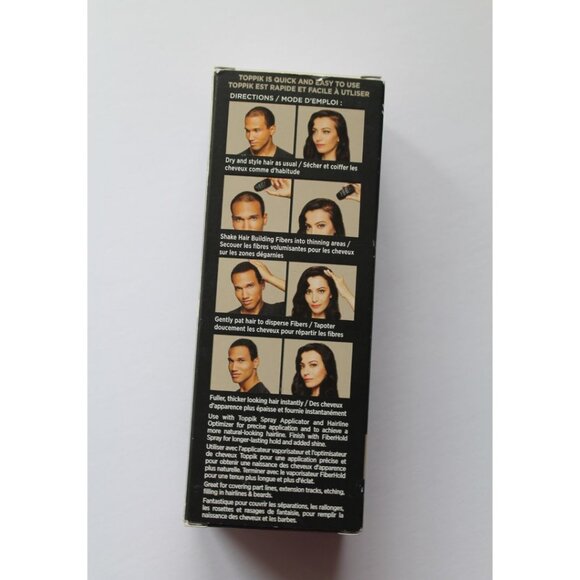 TOPPIK IS QUICK AND EASY TO USE
TOPPIK EST RAPIDE ET FACILE À UTLISER
DIRECTIONS / MODE D'EMPLOI :
Dry and style hair as usual / Sécher et coiffer les
cheveux comme d'habitude
Shake Hair Building Fibers into thinning areas /
Secouer les fibres volumisantes pour les cheveux
sur les zones dégarnies
Gently pat hair to disperse Fibers / Tapoter
doucement les cheveux pour répartir les fibres
Fuller, thicker looking hair instantly / Des cheveux
d'apparence plus épaisse et fournie instantanément
Use with Toppik Spray Applicator and Hairline
Optimizer for precise application and to achieve a
more natural-looking hairline. Finish with FiberHold
Spray for longer-lasting hold and added shine.
Utiliser avec l'applicateur vaporisateur et l'optimisateur
de cheveux Toppik pour une application précise et
pour obtenir une naissance des cheveux d'apparence
plus naturelle. Terminer avec le vaporisateur FiberHold
pour une tenue plus longue et plus d'éclat.
Great for covering part lines, extension tracks, etching,
filling in hairlines & beards.
Fantastique pour couvrir les séparations, les rallonges,
les rosettes et rasages de fantaisie, pour remplir la
naissance des cheveux et les barbes.